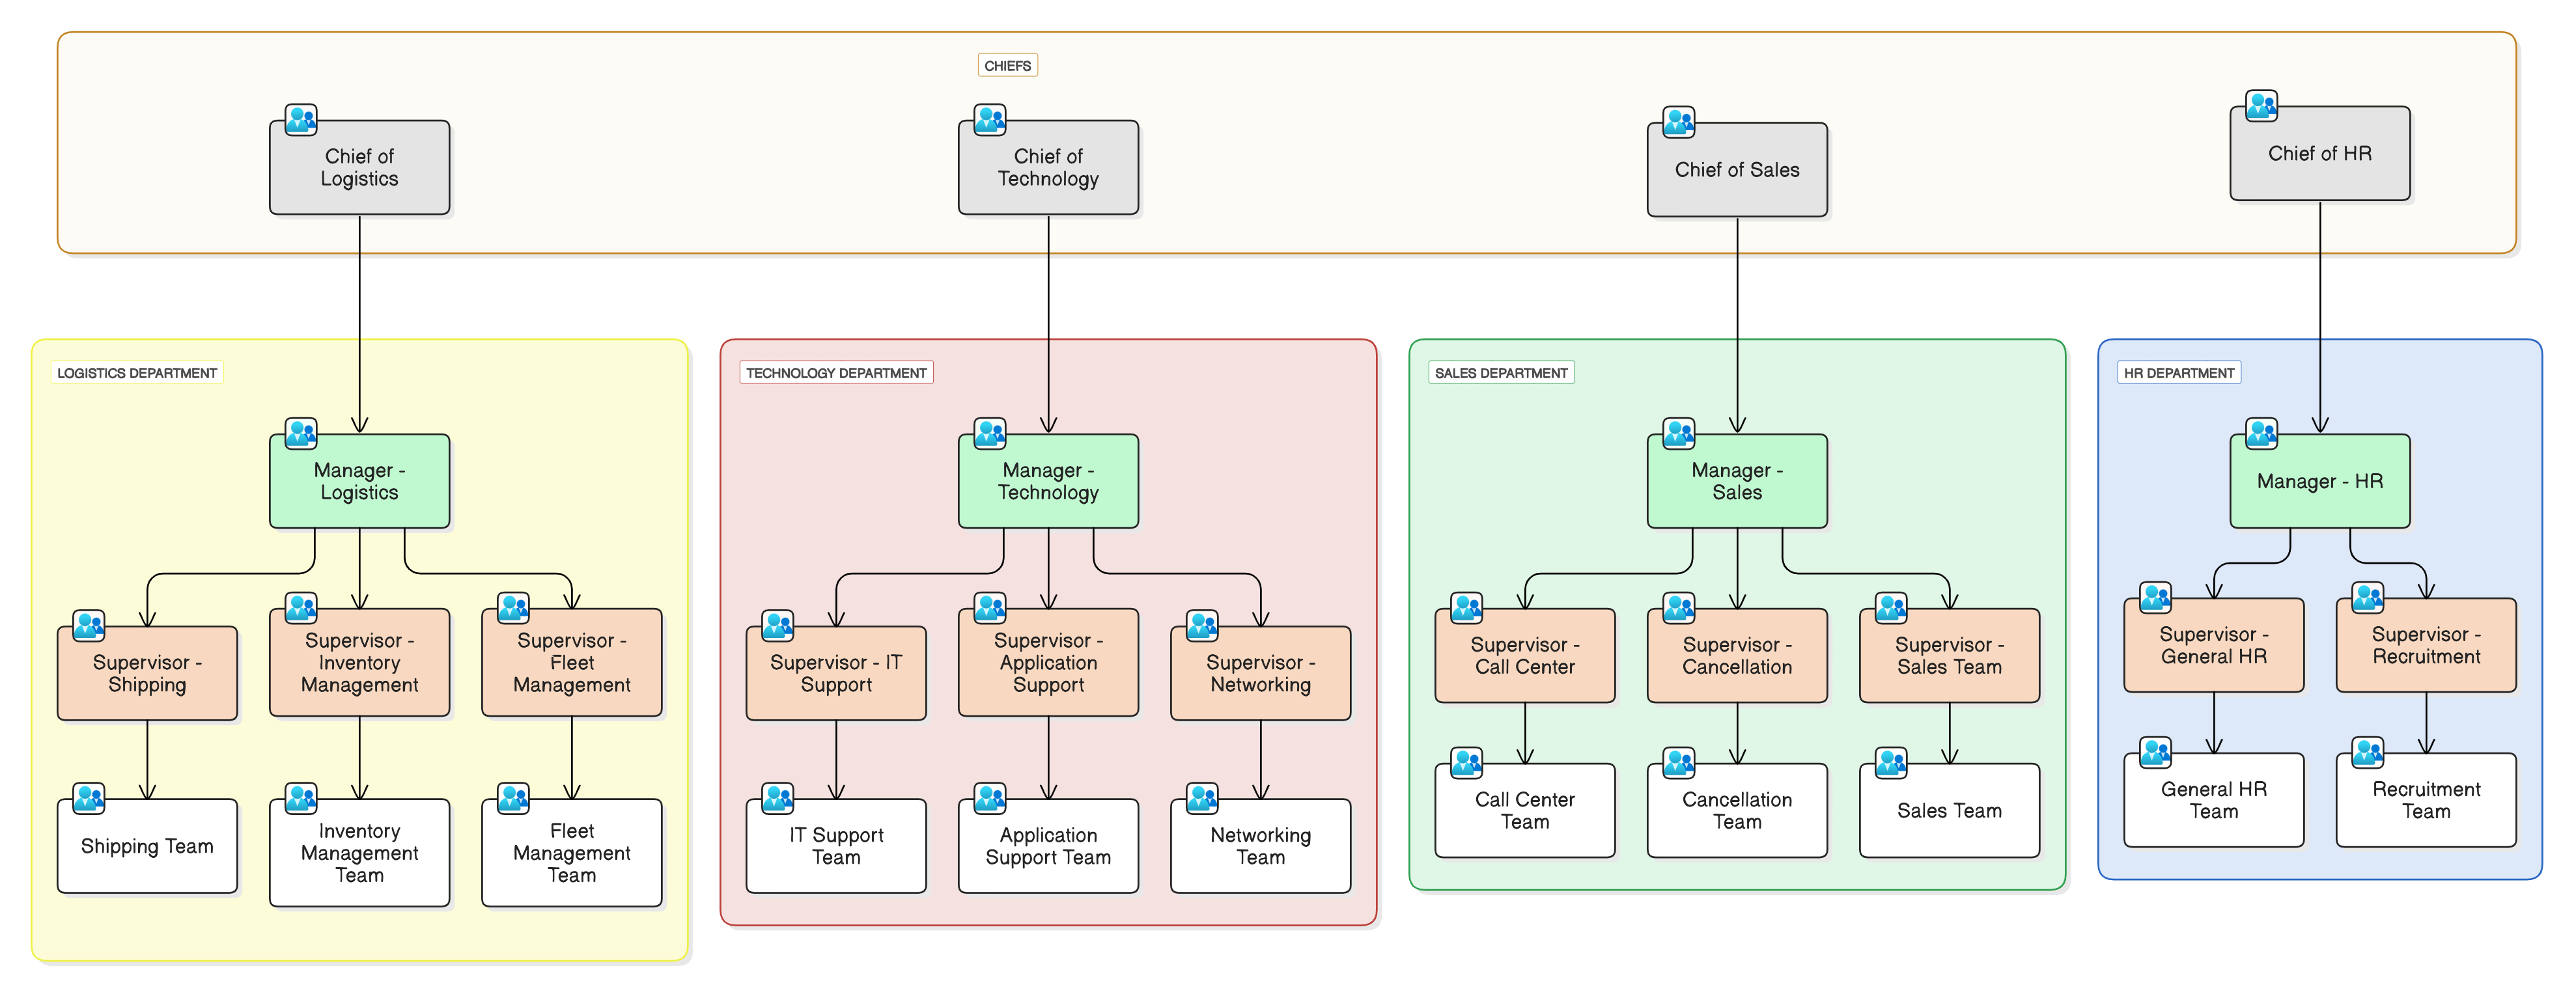 CHIEFS
Chief of
Logistics
Chief of
Technology
Chief of Sales
Chief of HR
LOGISTICS DEPARTMENT
Manager -
Logistics
Supervisor -
Shipping
Supervisor -
Inventory
Management
Supervisor -
Fleet
Management
Shipping Team
Inventory
Management
Team
Fleet
Management
Team
TECHNOLOGY DEPARTMENT
Manager -
Technology
Supervisor - IT
Support
Supervisor -
Application
Support
Supervisor -
Networking
IT Support
Team
Application
Support Team
Networking
Team
SALES DEPARTMENT
Manager -
Sales
Supervisor -
Call Center
Supervisor -
Cancellation
Supervisor -
Sales Team
Call Center
Team
Cancellation
Team
Sales Team
HR DEPARTMENT
Manager - HR
Supervisor -
General HR
Supervisor -
Recruitment
General HR
Team
Recruitment
Team